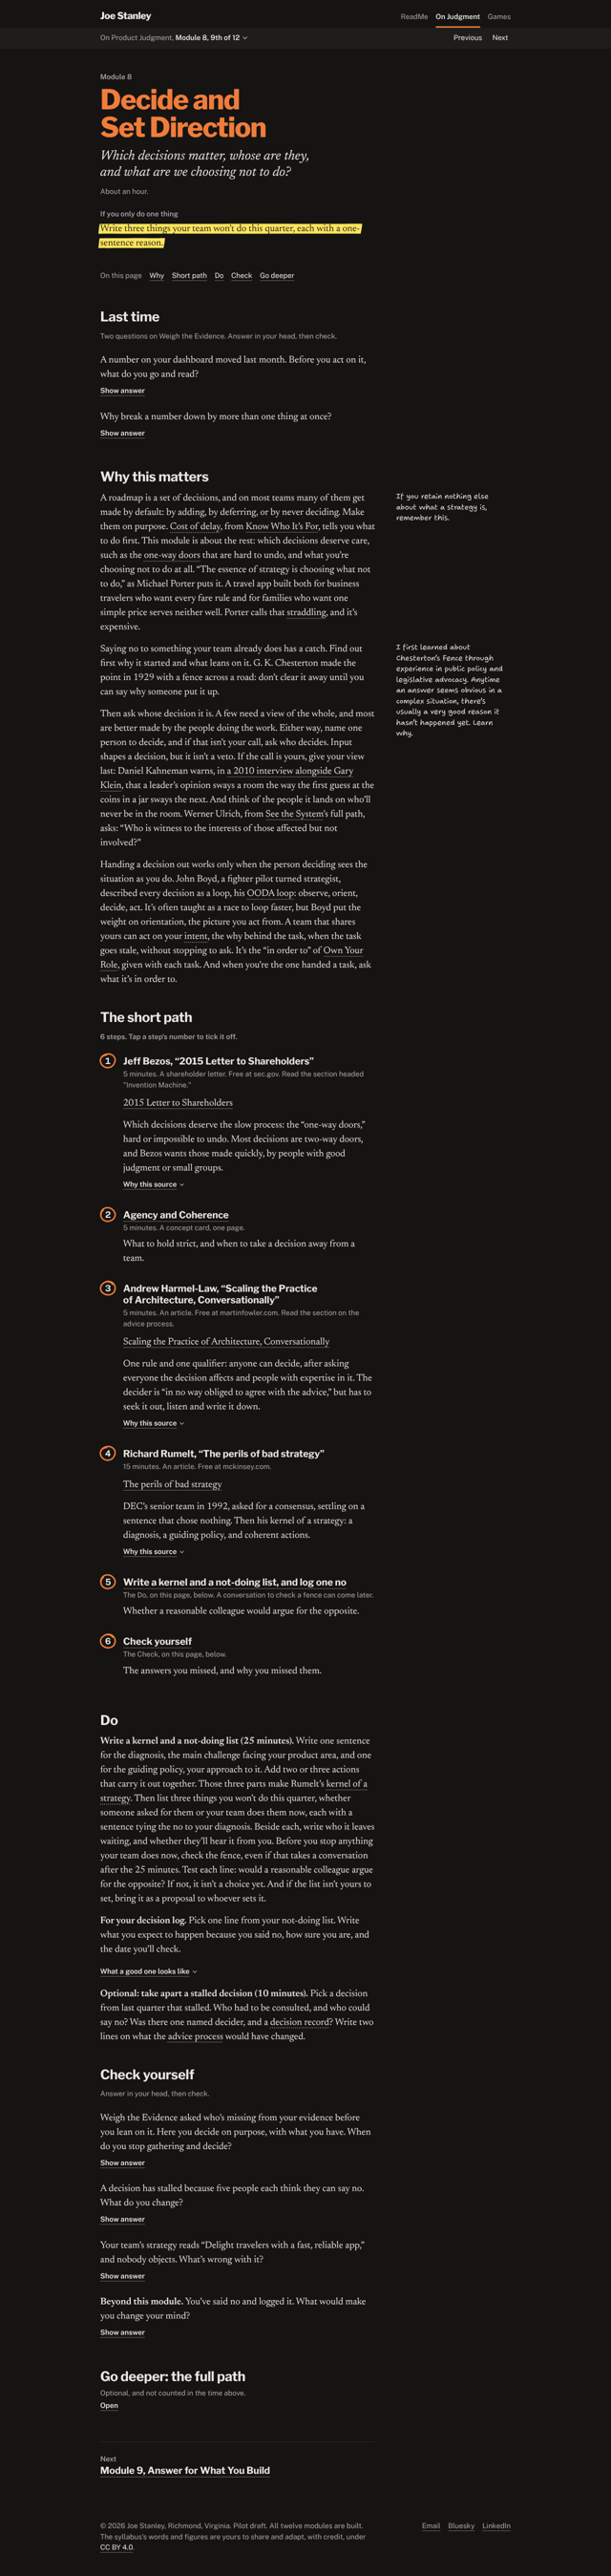 Joe Stanley
ReadMe On Judgment Games
On Product Judgment, Module 8, 9th of 12
Previous Next
Module 8
Decide and
Set Direction
Which decisions matter, whose are they,
and what are we choosing not to do?
About an hour.
If you only do one thing
Write three things your team won't do this quarter, each with a one-
sentence reason.
On this page Why Short path Do Check Go deeper
Last time
Two questions on Weigh the Evidence. Answer in your head, then check.
A number on your dashboard moved last month. Before you act on it,
what do you go and read?
Show answer
Why break a number down by more than one thing at once?
Show answer
Why this matters
A roadmap is a set of decisions, and on most teams many of them get
made by default: by adding, by deferring, or by never deciding. Make
them on purpose. Cost of delay, from Know Who It's For, tells you what
to do first. This module is about the rest: which decisions deserve care,
such as the one-way doors that are hard to undo, and what you're
choosing not to do at all. “The essence of strategy is choosing what not
to do,” as Michael Porter puts it. A travel app built both for business
travelers who want every fare rule and for families who want one
simple price serves neither well. Porter calls that straddling, and it's
expensive.
If you retain nothing else
about what a strategy is,
remember this.
Saying no to something your team already does has a catch. Find out
first why it started and what leans on it. G. K. Chesterton made the
point in 1929 with a fence across a road: don't clear it away until you
can say why someone put it up.
I first learned about
Chesterton's Fence through
experience in public policy and
legislative advocacy. Anytime
an answer seems obvious in a
complex situation, there's
usually a very good reason it
hasn't happened yet. Learn
why.
Then ask whose decision it is. A few need a view of the whole, and most
are better made by the people doing the work. Either way, name one
person to decide, and if that isn't your call, ask who decides. Input
shapes a decision, but it isn't a veto. If the call is yours, give your view
last: Daniel Kahneman warns, in a 2010 interview alongside Gary
Klein, that a leader's opinion sways a room the way the first guess at the
coins in a jar sways the next. And think of the people it lands on who'll
never be in the room. Werner Ulrich, from See the System's full path,
asks: “Who is witness to the interests of those affected but not
involved?”
Handing a decision out works only when the person deciding sees the
situation as you do. John Boyd, a fighter pilot turned strategist,
described every decision as a loop, his OODA loop: observe, orient,
decide, act. It's often taught as a race to loop faster, but Boyd put the
weight on orientation, the picture you act from. A team that shares
yours can act on your intent, the why behind the task, when the task
goes stale, without stopping to ask. It's the “in order to” of Own Your
Role, given with each task. And when you're the one handed a task, ask
what it's in order to.
The short path
6 steps. Tap a step's number to tick it off.
1 Jeff Bezos, “2015 Letter to Shareholders”
5 minutes. A shareholder letter. Free at sec.gov. Read the section headed
"Invention Machine."
2015 Letter to Shareholders
Which decisions deserve the slow process: the “one-way doors,”
hard or impossible to undo. Most decisions are two-way doors,
and Bezos wants those made quickly, by people with good
judgment or small groups.
Why this source
2 Agency and Coherence
5 minutes. A concept card, one page.
What to hold strict, and when to take a decision away from a
team.
3 Andrew Harmel-Law, “Scaling the Practice
of Architecture, Conversationally”
5 minutes. An article. Free at martinfowler.com. Read the section on the
advice process.
Scaling the Practice of Architecture, Conversationally
One rule and one qualifier: anyone can decide, after asking
everyone the decision affects and people with expertise in it. The
decider is “in no way obliged to agree with the advice,” but has to
seek it out, listen and write it down.
Why this source
4 Richard Rumelt, “The perils of bad strategy”
15 minutes. An article. Free at mckinsey.com.
The perils of bad strategy
DEC's senior team in 1992, asked for a consensus, settling on a
sentence that chose nothing. Then his kernel of a strategy: a
diagnosis, a guiding policy, and coherent actions.
Why this source
5 Write a kernel and a not-doing list, and log one no
The Do, on this page, below. A conversation to check a fence can come later.
Whether a reasonable colleague would argue for the opposite.
6 Check yourself
The Check, on this page, below.
The answers you missed, and why you missed them.
Do
Write a kernel and a not-doing list (25 minutes). Write one sentence
for the diagnosis, the main challenge facing your product area, and one
for the guiding policy, your approach to it. Add two or three actions
that carry it out together. Those three parts make Rumelt's kernel of a
strategy. Then list three things you won't do this quarter, whether
someone asked for them or your team does them now, each with a
sentence tying the no to your diagnosis. Beside each, write who it leaves
waiting, and whether they'll hear it from you. Before you stop anything
your team does now, check the fence, even if that takes a conversation
after the 25 minutes. Test each line: would a reasonable colleague argue
for the opposite? If not, it isn't a choice yet. And if the list isn't yours to
set, bring it as a proposal to whoever sets it.
For your decision log. Pick one line from your not-doing list. Write
what you expect to happen because you said no, how sure you are, and
the date you'll check.
What a good one looks like
Optional: take apart a stalled decision (10 minutes). Pick a decision
from last quarter that stalled. Who had to be consulted, and who could
say no? Was there one named decider, and a decision record? Write two
lines on what the advice process would have changed.
Check yourself
Answer in your head, then check.
Weigh the Evidence asked who's missing from your evidence before
you lean on it. Here you decide on purpose, with what you have. When
do you stop gathering and decide?
Show answer
A decision has stalled because five people each think they can say no.
What do you change?
Show answer
Your team's strategy reads “Delight travelers with a fast, reliable app,”
and nobody objects. What's wrong with it?
Show answer
Beyond this module. You've said no and logged it. What would make
you change your mind?
Show answer
Go deeper: the full path
Optional, and not counted in the time above.
Open
Next
Module 9, Answer for What You Build
© 2026 Joe Stanley, Richmond, Virginia. Pilot draft. All twelve modules are built.
The syllabus's words and figures are yours to share and adapt, with credit, under
CC BY 4.0.
Email Bluesky LinkedIn